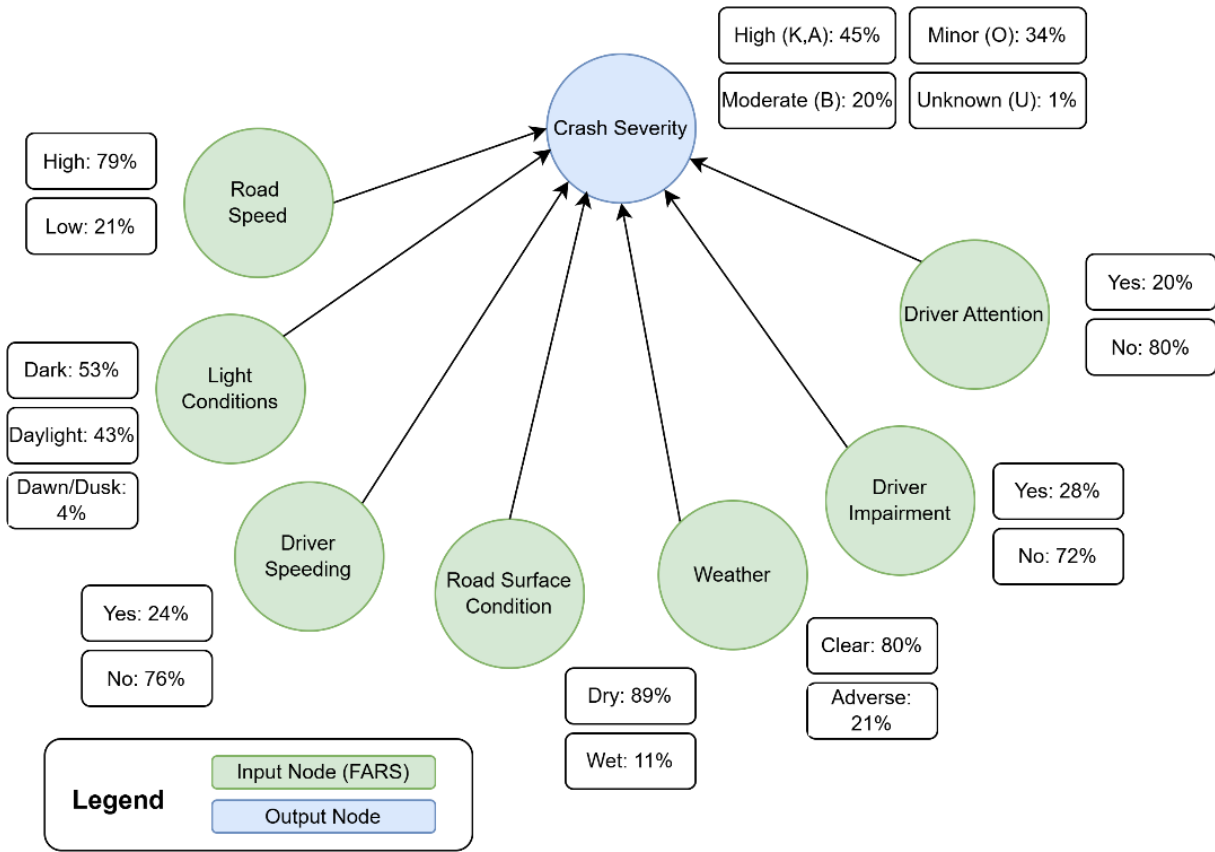 High (K,A): 45%
Minor (O): 34%
Moderate (B): 20%
Unknown (U): 1%
Crash Severity
High: 79%
Low: 21%
Road
Speed
Yes: 20%
No: 80%
Driver Attention
Dark: 53%
Daylight: 43%
Dawn/Dusk:
4%
Light
Conditions
Driver
Impairment
Yes: 28%
No: 72%
Driver
Speeding
Yes: 24%
No: 76%
Road Surface
Condition
Dry: 89%
Wet: 11%
Weather
Clear: 80%
Adverse:
21%
Legend
Input Node (FARS)
Output Node